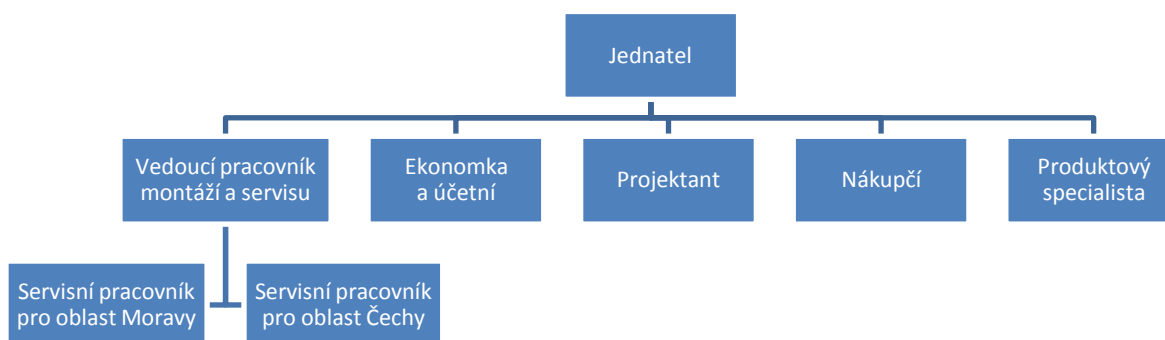 Jednatel
Vedoucí pracovník
montáží a servisu
Ekonomka
a účetní
Projektant
Nákupčí
Produktový
specialista
Servisní pracovník
pro oblast Moravy
Servisní pracovník
pro oblast Čechy